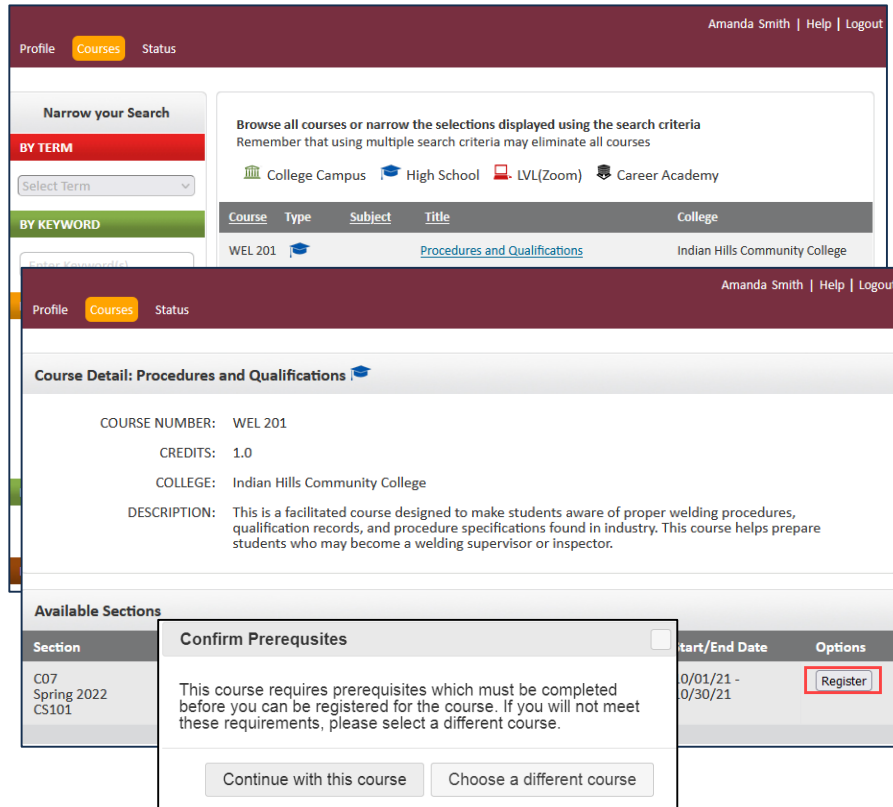 Amanda Smith | Help | Logout
Profile Courses Status
Narrow your Search
BY TERM
Select Term
BY KEYWORD
Enter Keyword(s)
Browse all courses or narrow the selections displayed using the search criteria
Remember that using multiple search criteria may eliminate all courses
College Campus High School LVL(Zoom) Career Academy
Course Type Subject Title College
WEL 201 Procedures and Qualifications Indian Hills Community College
Amanda Smith | Help | Logout
Profile Courses Status
Course Detail: Procedures and Qualifications
COURSE NUMBER: WEL 201
CREDITS: 1.0
COLLEGE: Indian Hills Community College
DESCRIPTION: This is a facilitated course designed to make students aware of proper welding procedures,
qualification records, and procedure specifications found in industry. This course helps prepare
students who may become a welding supervisor or inspector.
Available Sections
Section tart/End Date Options
C07 0/01/21 - Register
Spring 2022 0/30/21
CS101
Confirm Prerequsites
This course requires prerequisites which must be completed
before you can be registered for the course. If you will not meet
these requirements, please select a different course.
Continue with this course Choose a different course